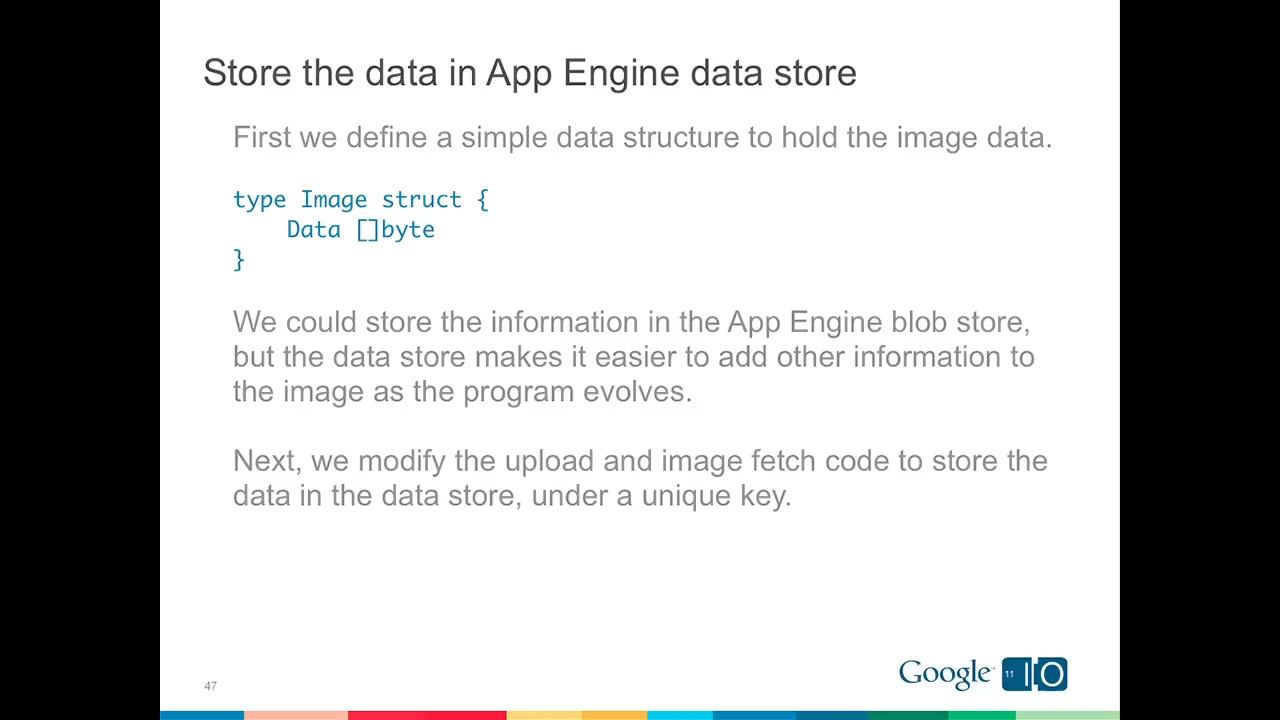 Store the data in App Engine data store
First we define a simple data structure to hold the image data.
type Image struct {
    Data []byte
}
We could store the information in the App Engine blob store,
but the data store makes it easier to add other information to
the image as the program evolves.
Next, we modify the upload and image fetch code to store the
data in the data store, under a unique key.
47
Google™ 11 IO